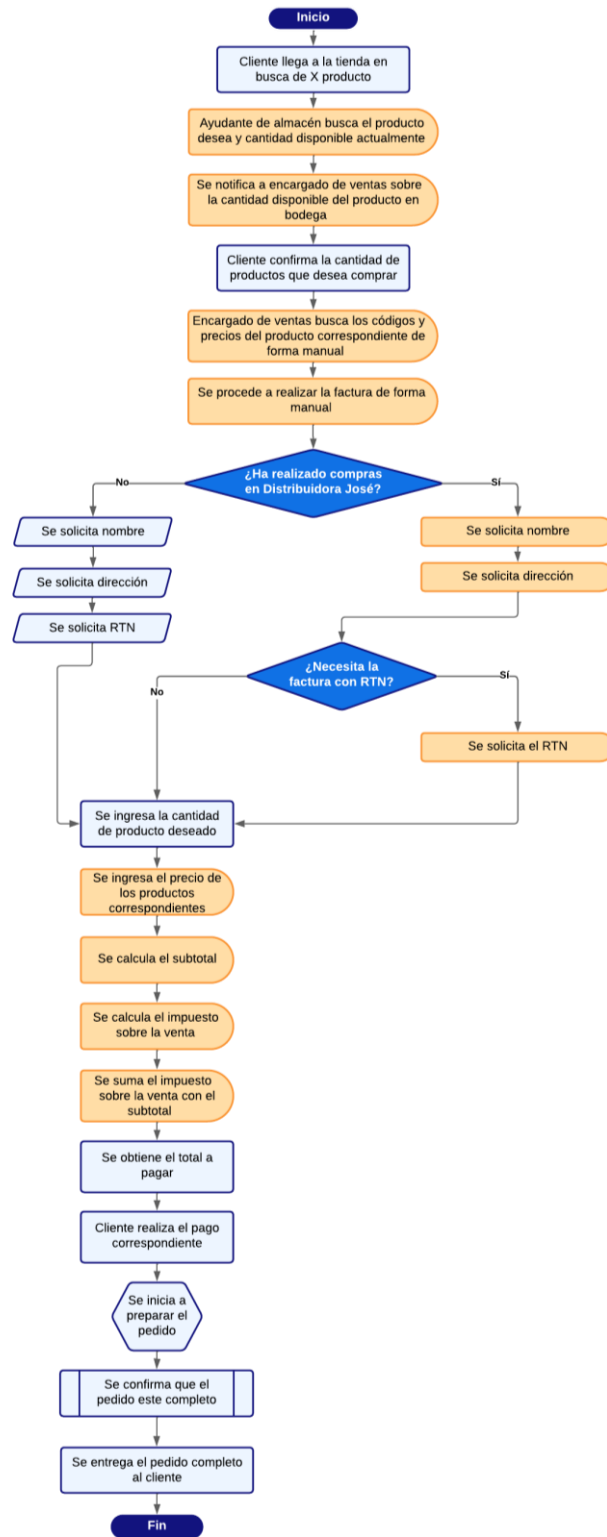 Inicio
Cliente llega a la tienda en
busca de X producto
Ayudante de almacén busca el producto
desea y cantidad disponible actualmente
Se notifica a encargado de ventas sobre
la cantidad disponible del producto en
bodega
Cliente confirma la cantidad de
productos que desea comprar
Encargado de ventas busca los códigos y
precios del producto correspondiente de
forma manual
Se procede a realizar la factura de forma
manual
¿Ha realizado compras
en Distribuidora José?
No
Sí
Se solicita nombre
Se solicita dirección
Se solicita RTN
Se solicita nombre
Se solicita dirección
¿Necesita la
factura con RTN?
No
Sí
Se solicita el RTN
Se ingresa la cantidad
de producto deseado
Se ingresa el precio de
los productos
correspondientes
Se calcula el subtotal
Se calcula el impuesto
sobre la venta
Se suma el impuesto
sobre la venta con el
subtotal
Se obtiene el total a
pagar
Cliente realiza el pago
correspondiente
Se inicia a
preparar el
pedido
Se confirma que el
pedido este completo
Se entrega el pedido completo
al cliente
Fin